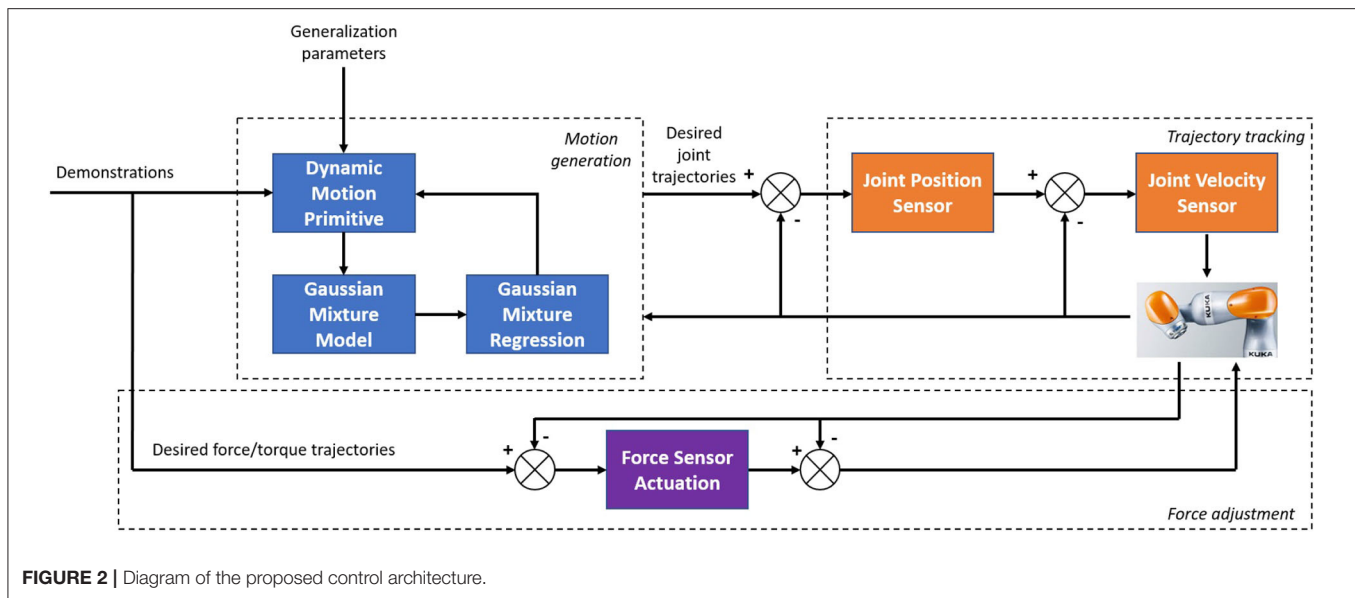 Generalization
parameters
Motion
generation
Desired
joint
trajectories
Trajectory tracking
Demonstrations
Dynamic
Motion
Primitive
+
-
Joint Position
Sensor
+
-
Joint Velocity
Sensor
Gaussian
Mixture
Model
Gaussian
Mixture
Regression
KUKA
KUKA
Desired force/torque trajectories
+
-
Force Sensor
Actuation
+
-
Force adjustment
FIGURE 2 | Diagram of the proposed control architecture.